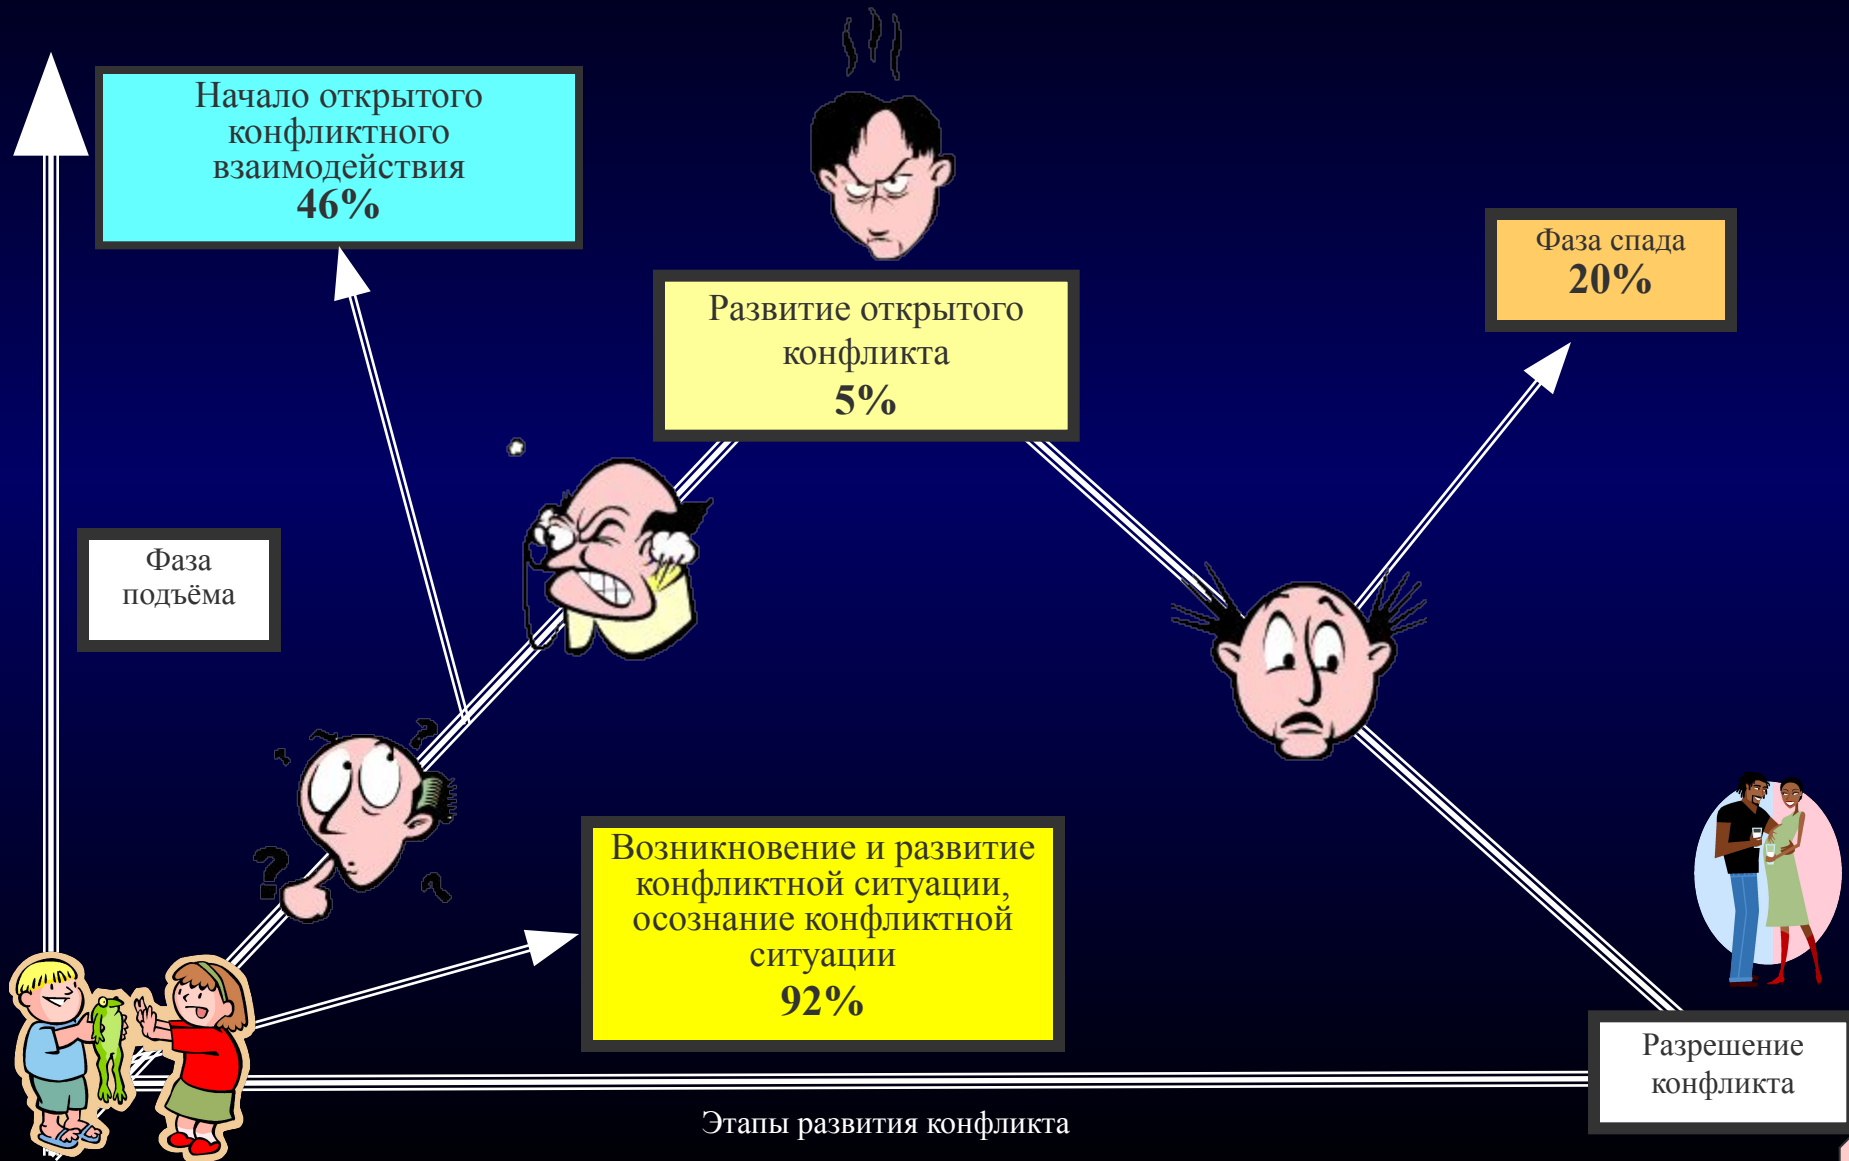 Начало открытого
конфликтного
взаимодействия
46%
Развитие открытого
конфликта
5%
Фаза спада
20%
Фаза
подъёма
Возникновение и развитие
конфликтной ситуации,
осознание конфликтной
ситуации
92%
Разрешение
конфликта
Этапы развития конфликта